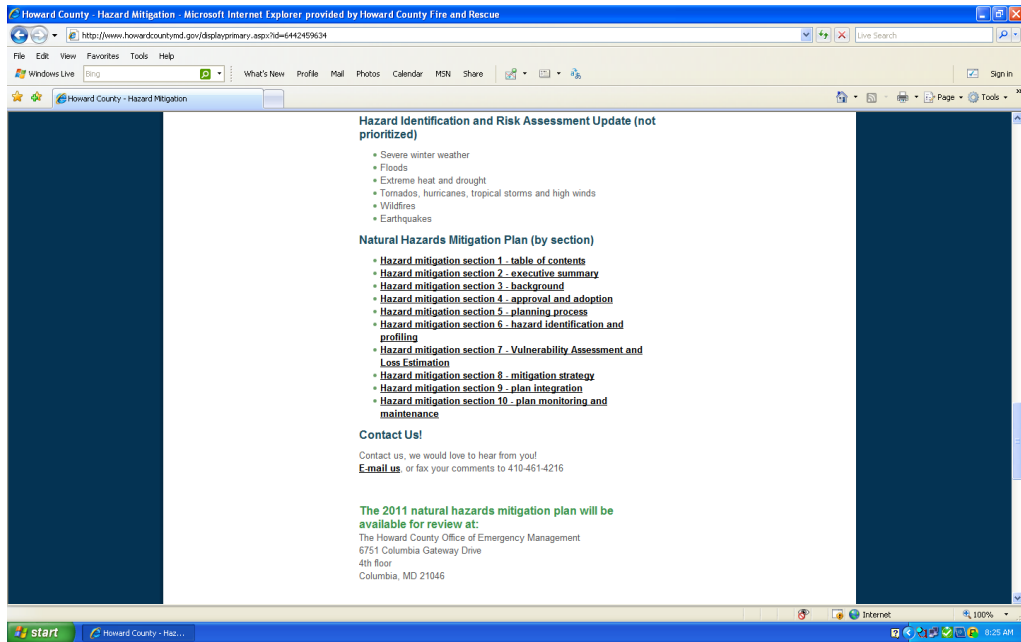 Howard County - Hazard Mitigation - Microsoft Internet Explorer provided by Howard County Fire and Rescue
http://www.howardcountymd.gov/displayprimary.aspx?id=6442459634
Live Search
File Edit View Favorites Tools Help
Windows Live Bing What's New Profile Mail Photos Calendar MSN Share Sign in
Howard County - Hazard Mitigation Page Tools
Hazard Identification and Risk Assessment Update (not
prioritized)
Severe winter weather
Floods
Extreme heat and drought
Tornados, hurricanes, tropical storms and high winds
Wildfires
Earthquakes
Natural Hazards Mitigation Plan (by section)
Hazard mitigation section 1 - table of contents
Hazard mitigation section 2 - executive summary
Hazard mitigation section 3 - background
Hazard mitigation section 4 - approval and adoption
Hazard mitigation section 5 - planning process
Hazard mitigation section 6 - hazard identification and
profiling
Hazard mitigation section 7 - Vulnerability Assessment and
Loss Estimation
Hazard mitigation section 8 - mitigation strategy
Hazard mitigation section 9 - plan integration
Hazard mitigation section 10 - plan monitoring and
maintenance
Contact Us!
Contact us, we would love to hear from you!
E-mail us, or fax your comments to 410-461-4216
The 2011 natural hazards mitigation plan will be
available for review at:
The Howard County Office of Emergency Management
6751 Columbia Gateway Drive
4th floor
Columbia, MD 21046
Internet 100%
start Howard County - Haz... 8:25 AM